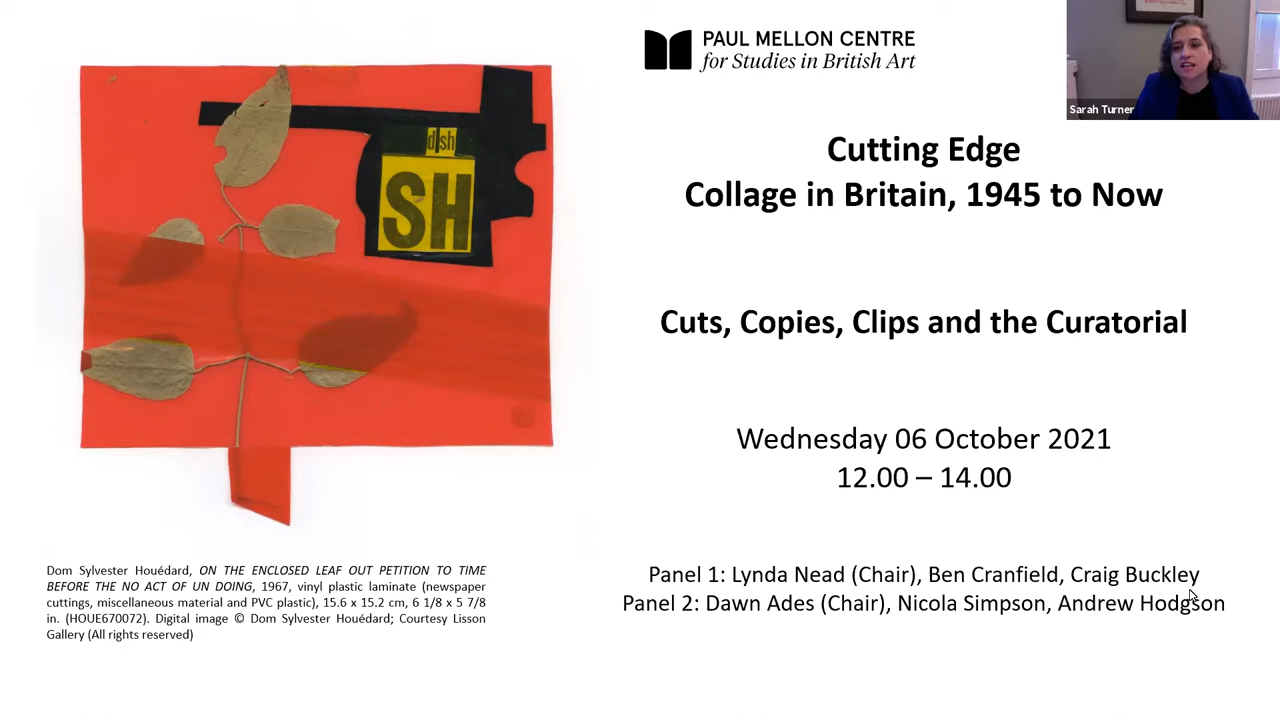 PAUL MELLON CENTRE
for Studies in British Art
Sarah Turner
Cutting Edge
Collage in Britain, 1945 to Now
Cuts, Copies, Clips and the Curatorial
Wednesday 06 October 2021
12.00 – 14.00
Panel 1: Lynda Nead (Chair), Ben Cranfield, Craig Buckley
Panel 2: Dawn Ades (Chair), Nicola Simpson, Andrew Hodgson
dsh
SH
Dom Sylvester Houédard, ON THE ENCLOSED LEAF OUT PETITION TO TIME
BEFORE THE NO ACT OF UN DOING, 1967, vinyl plastic laminate (newspaper
cuttings, miscellaneous material and PVC plastic), 15.6 x 15.2 cm, 6 1/8 x 5 7/8
in. (HOUE670072). Digital image © Dom Sylvester Houédard; Courtesy Lisson
Gallery (All rights reserved)